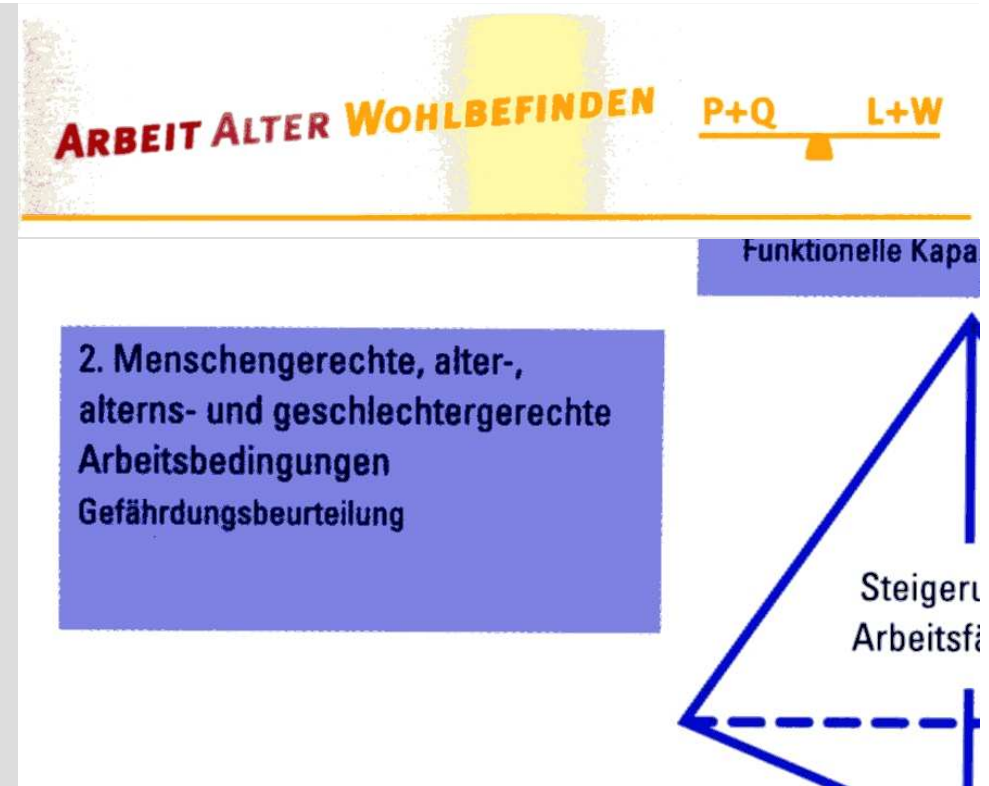 ARBEIT ALTER WOHLBEFINDEN
P+Q L+W
Funktionelle Kapa
2. Menschengerechte, alter-,
alterns- und geschlechtergerechte
Arbeitsbedingungen
Gefährdungsbeurteilung
Steigeru
Arbeitsfä